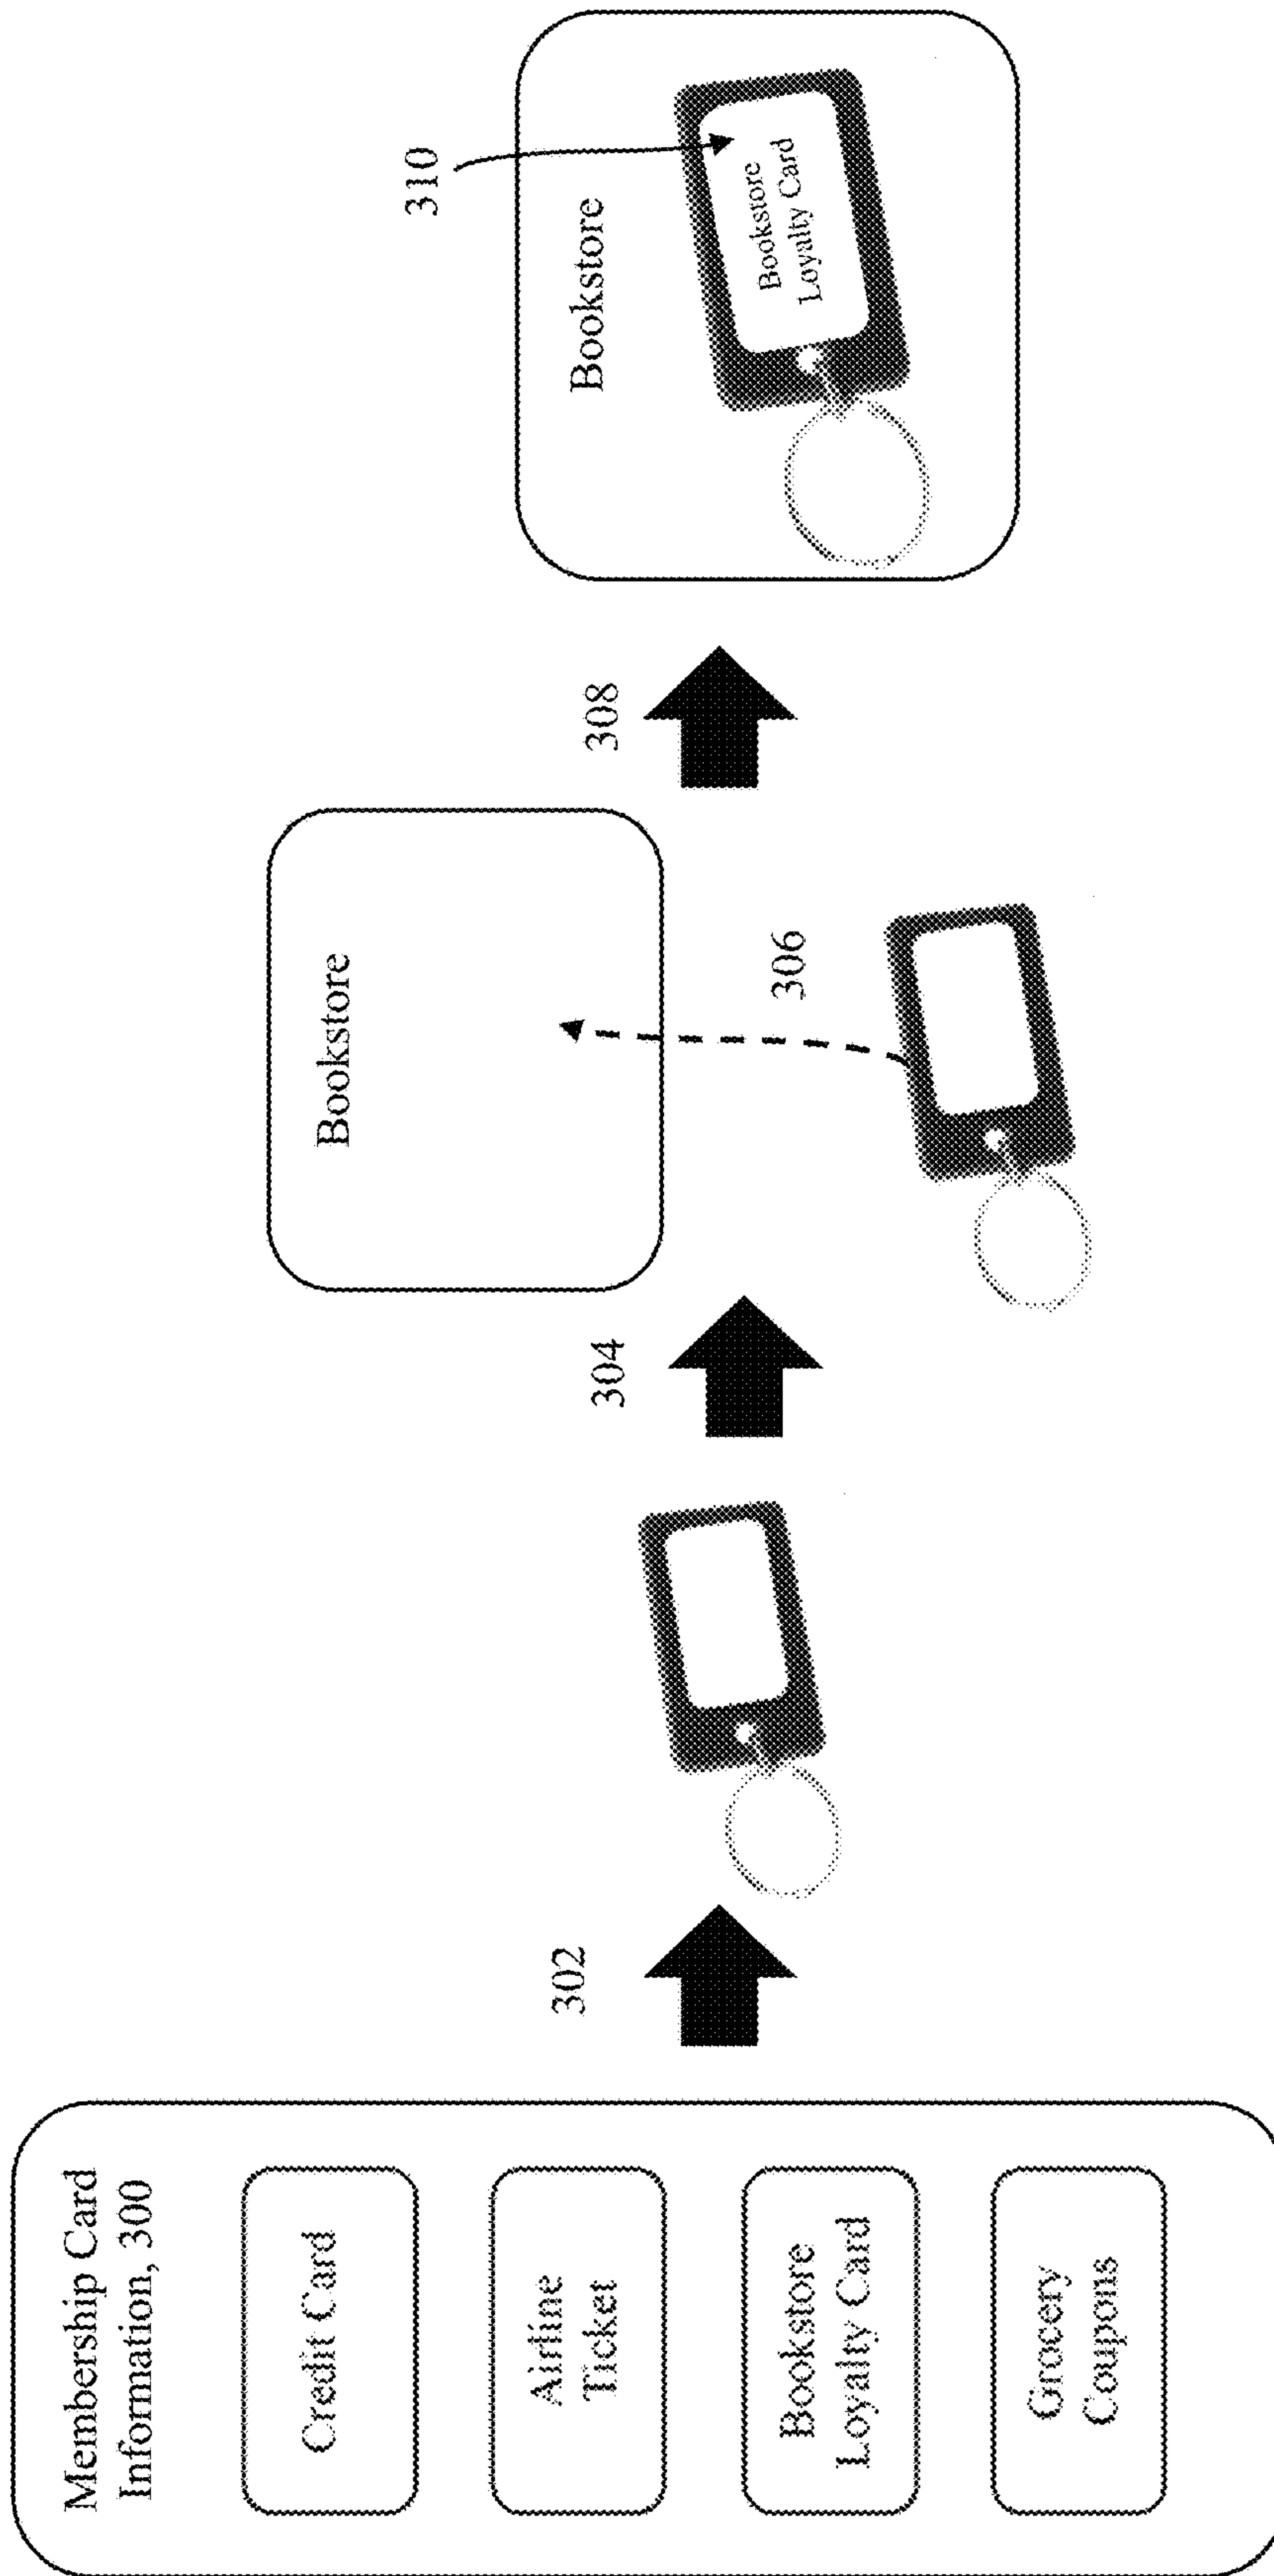 Membership Card
Information, 300
Credit Card
Airline
Ticket
Bookstore
Loyalty Card
Grocery
Coupons
302
304
Bookstore
306
308
Bookstore
310
Bookstore
Loyalty Card